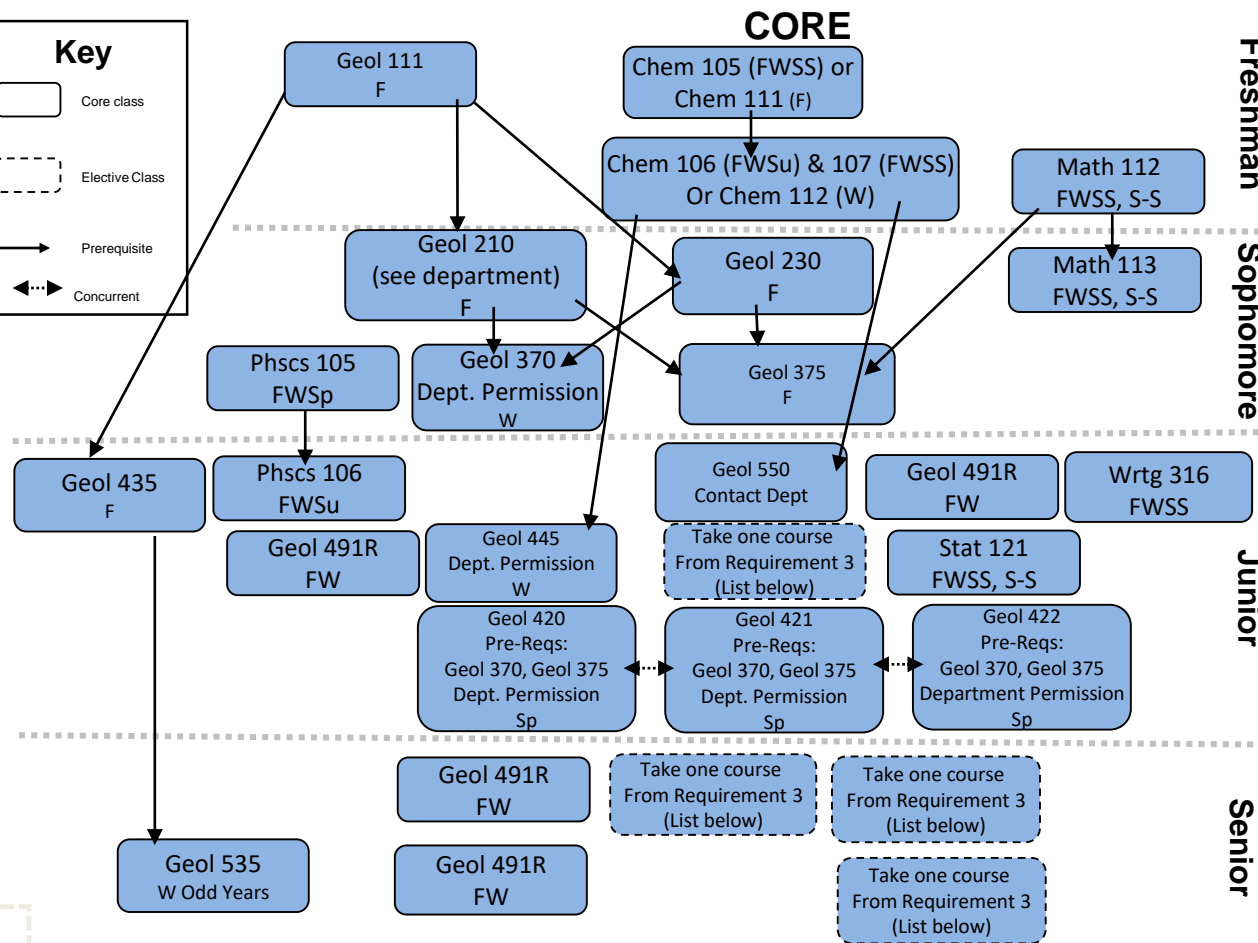 CORE
Key
Core class
Elective Class
Prerequisite
Concurrent
Freshman
Geol 111
F
Chem 105 (FWSS) or
Chem 111 (F)
Chem 106 (FWSu) & 107 (FWSS)
Or Chem 112 (W)
Math 112
FWSS, S-S
Sophomore
Geol 210
(see department)
F
Geol 230
F
Math 113
FWSS, S-S
Phscs 105
FWSp
Geol 370
Dept. Permission
W
Geol 375
F
Junior
Geol 435
F
Phscs 106
FWSu
Geol 550
Contact Dept
Geol 491R
FW
Wrtg 316
FWSS
Geol 491R
FW
Geol 445
Dept. Permission
W
Take one course
From Requirement 3
(List below)
Stat 121
FWSS, S-S
Geol 420
Pre-Reqs:
Geol 370, Geol 375
Dept. Permission
Sp
Geol 421
Pre-Reqs:
Geol 370, Geol 375
Dept. Permission
Sp
Geol 422
Pre-Reqs:
Geol 370, Geol 375
Department Permission
Sp
Senior
Geol 491R
FW
Take one course
From Requirement 3
(List below)
Take one course
From Requirement 3
(List below)
Geol 535
W Odd Years
Geol 491R
FW
Take one course
From Requirement 3
(List below)